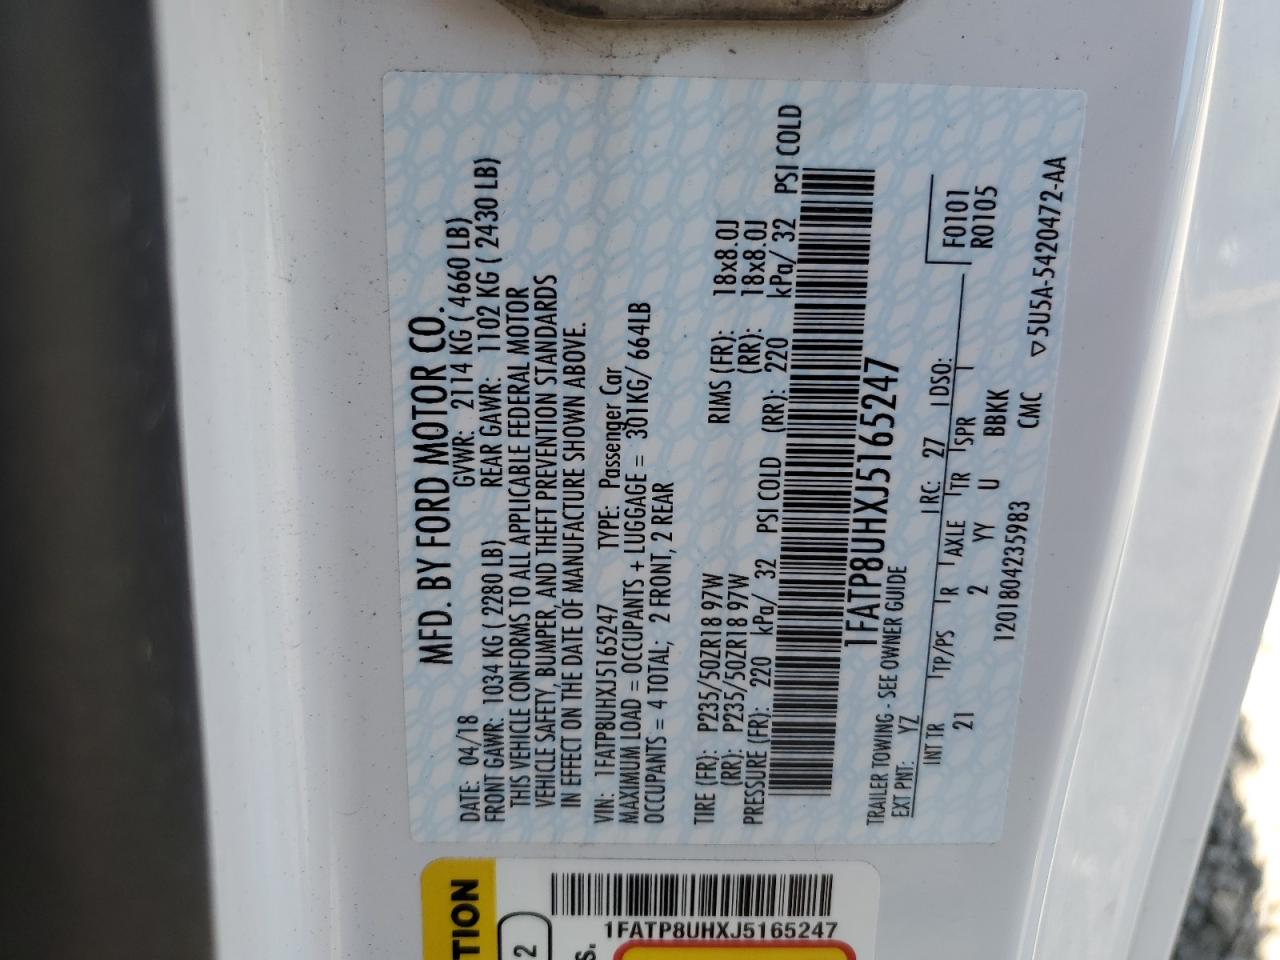 MFD. BY FORD MOTOR CO.
DATE: 04/18 GVWR: 2114 KG ( 4660 LB)
FRONT GAWR: 1034 KG ( 2280 LB) REAR GAWR: 1102 KG ( 2430 LB)
THIS VEHICLE CONFORMS TO ALL APPLICABLE FEDERAL MOTOR
VEHICLE SAFETY, BUMPER, AND THEFT PREVENTION STANDARDS
IN EFFECT ON THE DATE OF MANUFACTURE SHOWN ABOVE.
VIN: 1FATP8UHXJ5165247 TYPE: Passenger Car
MAXIMUM LOAD = OCCUPANTS + LUGGAGE = 301KG/ 664LB
OCCUPANTS = 4 TOTAL; 2 FRONT, 2 REAR
TIRE (FR): P235/50ZR18 97W RIMS (FR): 18x8.0J
(RR): P235/50ZR18 97W (RR): 18x8.0J
PRESSURE (FR): 220 kPa/ 32 PSI COLD (RR): 220 kPa/ 32 PSI COLD
1FATP8UHXJ5165247
TRAILER TOWING - SEE OWNER GUIDE
EXT PNT: YZ RC: 27 DSO: F0101
INT TR TP/PS R AXLE TR SPR R0105
21 2 YY U BBKK
1201804235983 CMC
▽5U5A-5420472-AA
TION
2
S.
1FATP8UHXJ5165247